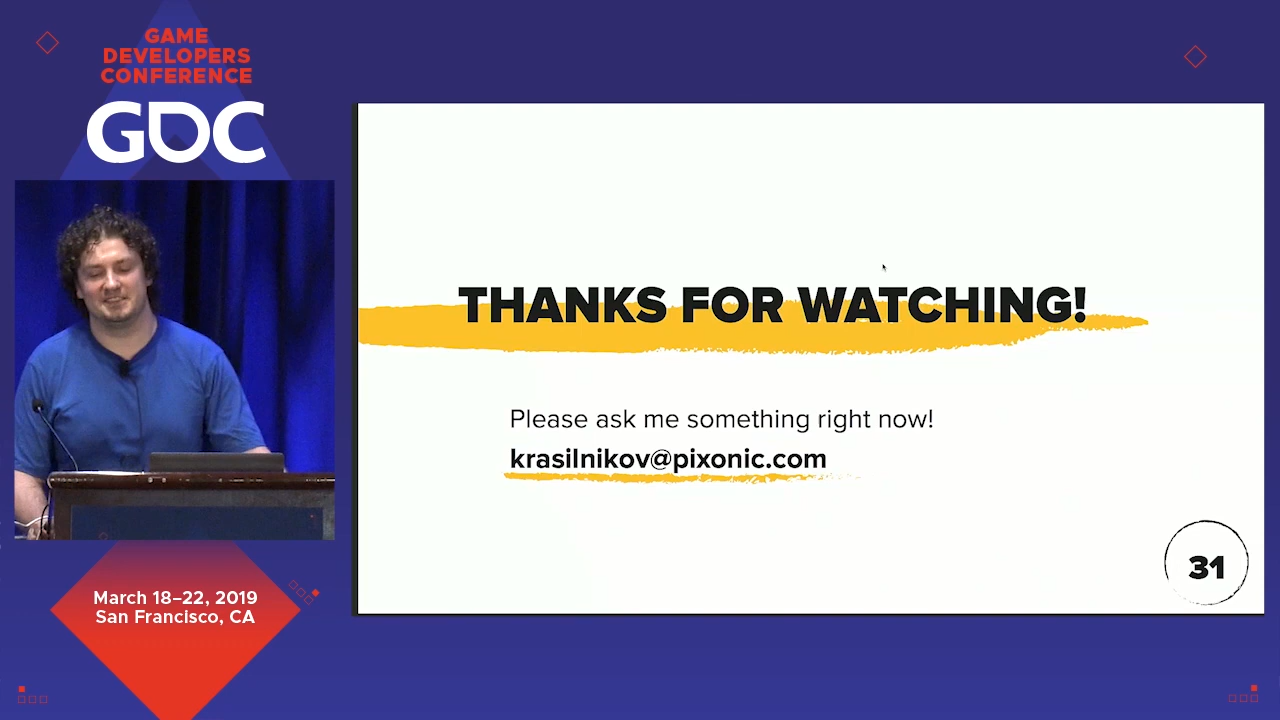 GAME
DEVELOPERS
CONFERENCE
GDC
March 18–22, 2019
San Francisco, CA
THANKS FOR WATCHING!
Please ask me something right now!
krasilnikov@pixonic.com
31